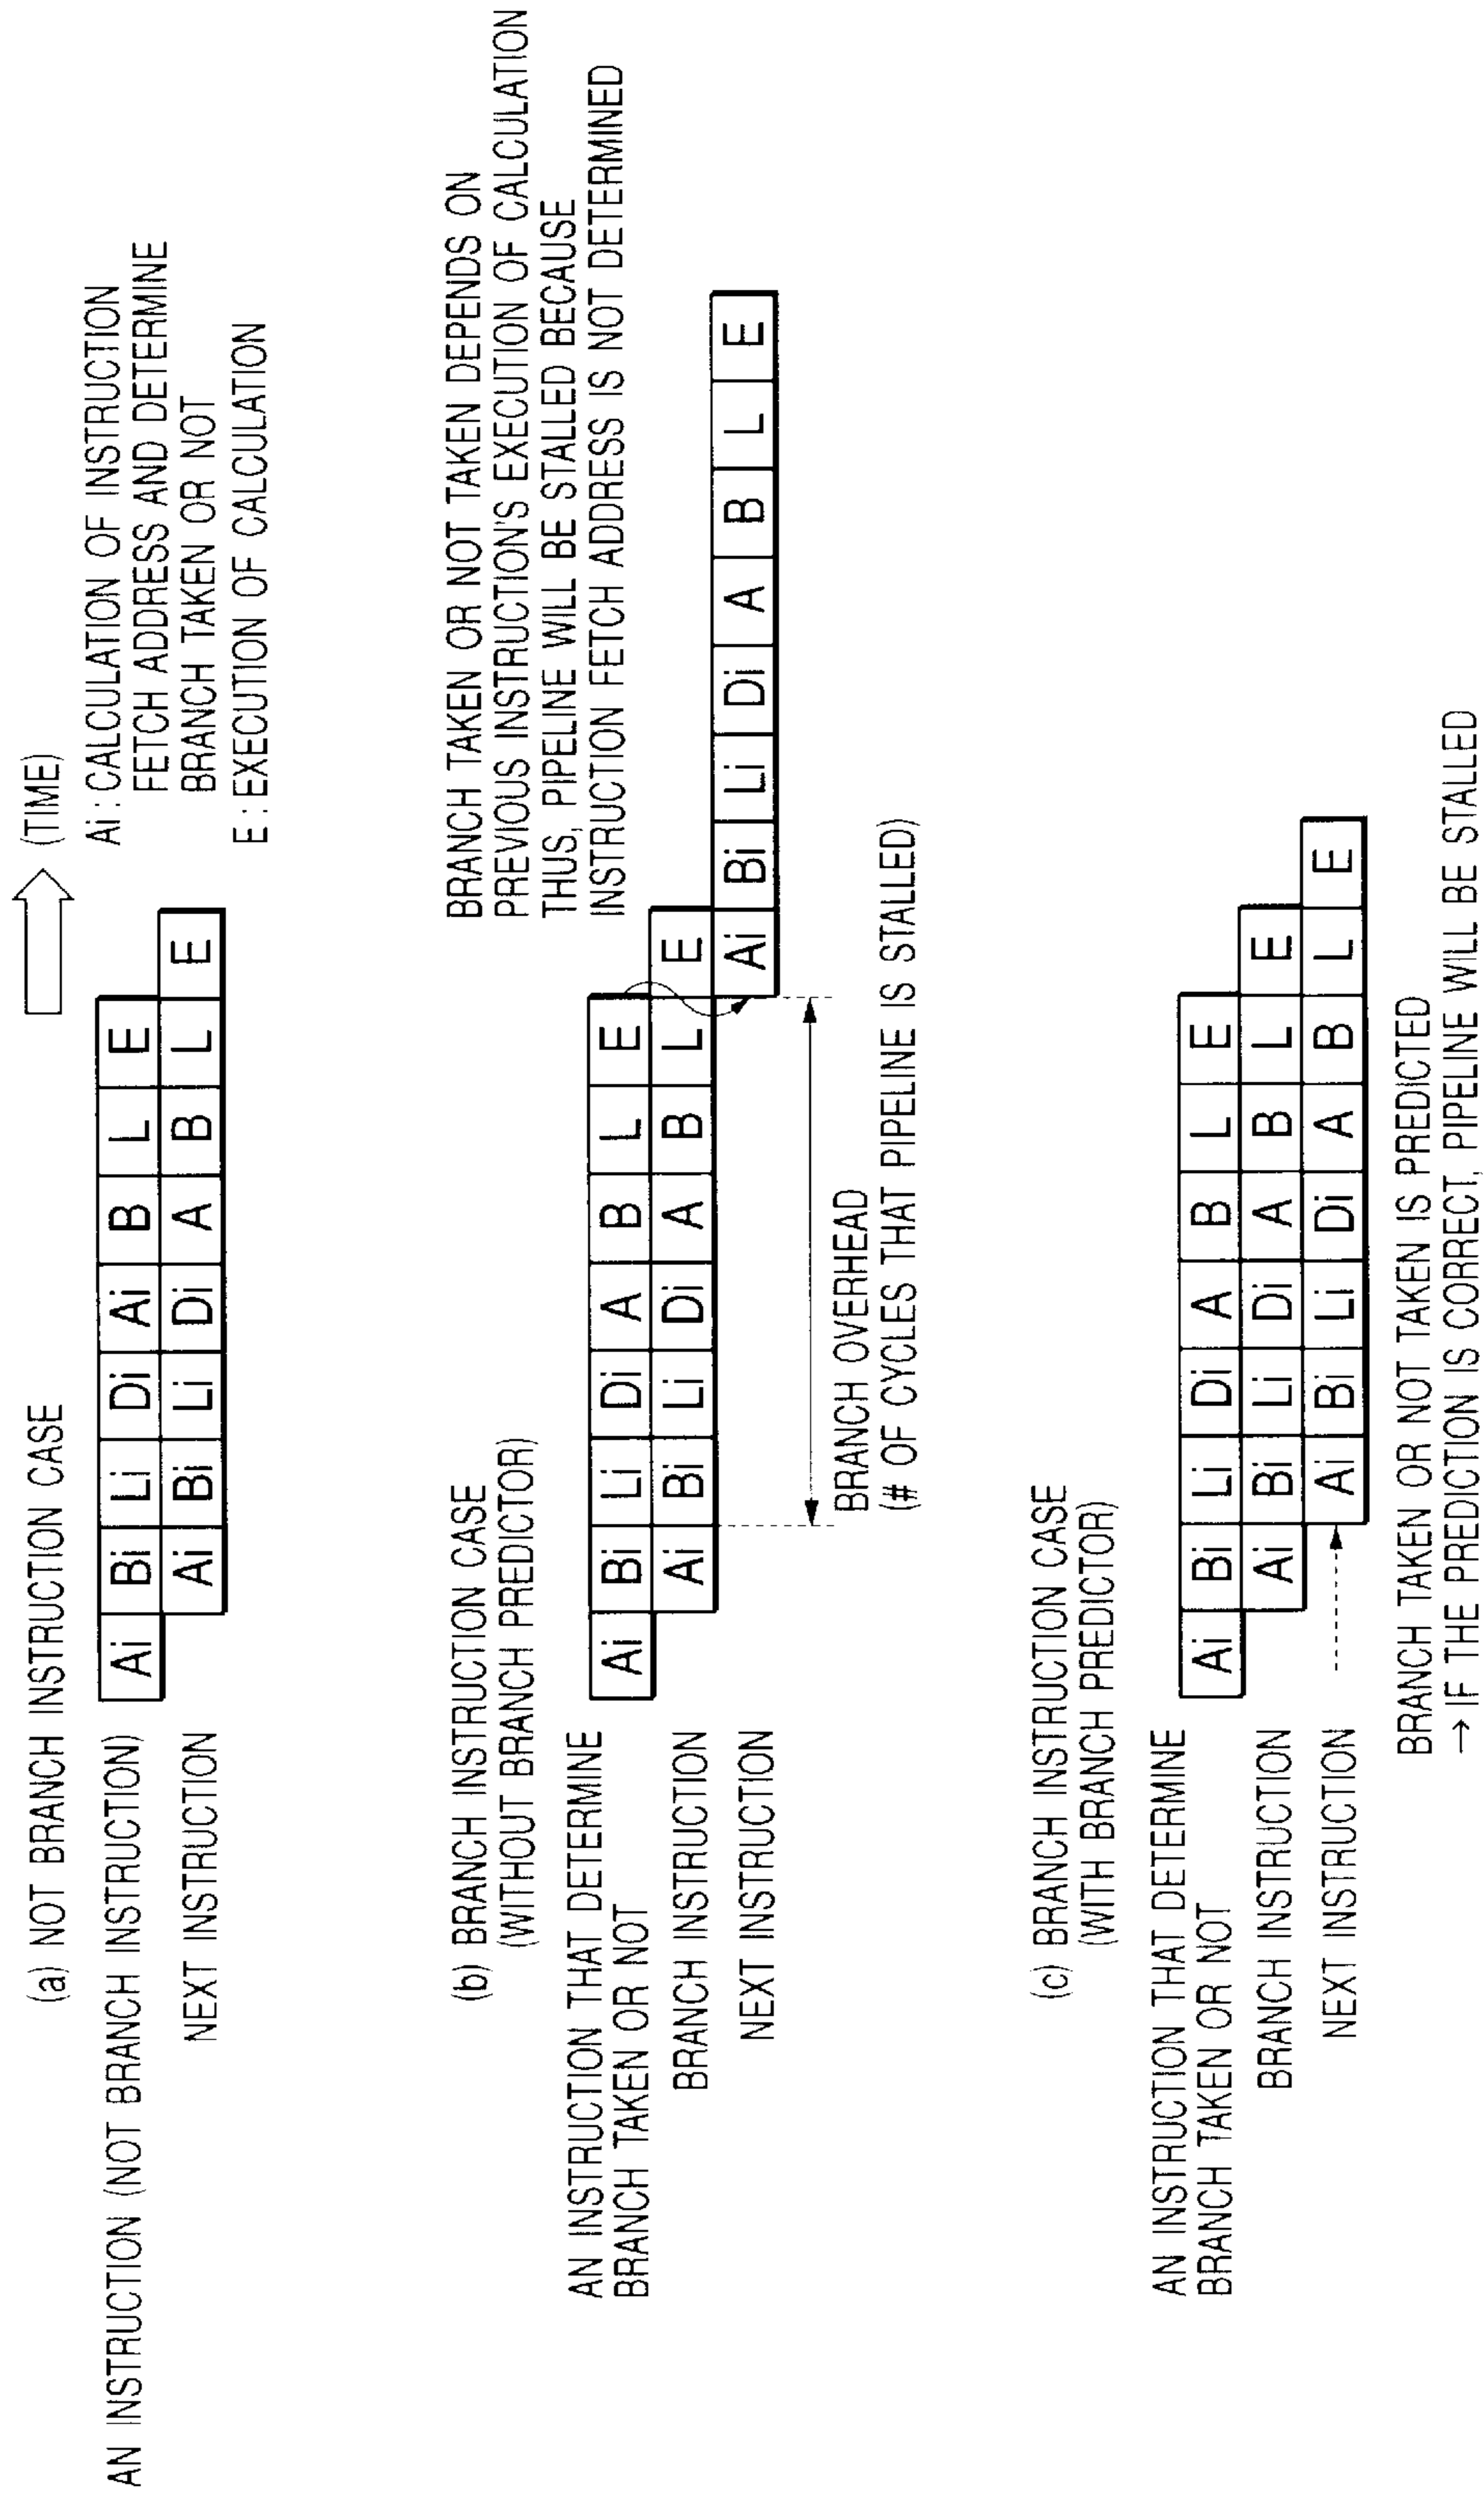 (TIME)
(a) NOT BRANCH INSTRUCTION CASE
AN INSTRUCTION (NOT BRANCH INSTRUCTION)
Ai Bi Li Di Ai B L E
NEXT INSTRUCTION
Ai Bi Li Di A B L E
Ai : CALCULATION OF INSTRUCTION
FETCH ADDRESS AND DETERMINE
BRANCH TAKEN OR NOT
E : EXECUTION OF CALCULATION
(b) BRANCH INSTRUCTION CASE
(WITHOUT BRANCH PREDICTOR)
BRANCH TAKEN OR NOT TAKEN DEPENDS ON
PREVIOUS INSTRUCTION'S EXECUTION OF CALCULATION
THUS, PIPELINE WILL BE STALLED BECAUSE
INSTRUCTION FETCH ADDRESS IS NOT DETERMINED
AN INSTRUCTION THAT DETERMINE
BRANCH TAKEN OR NOT
Ai Bi Li Di A B L E
BRANCH INSTRUCTION
Ai Bi Li Di A B L E
NEXT INSTRUCTION
Ai Bi Li Di A B L E
BRANCH OVERHEAD
(# OF CYCLES THAT PIPELINE IS STALLED)
(c) BRANCH INSTRUCTION CASE
(WITH BRANCH PREDICTOR)
AN INSTRUCTION THAT DETERMINE
BRANCH TAKEN OR NOT
Ai Bi Li Di A B L E
BRANCH INSTRUCTION
Ai Bi Li Di A B L E
NEXT INSTRUCTION
Ai Bi Li Di A B L E
BRANCH TAKEN OR NOT TAKEN IS PREDICTED
→ IF THE PREDICTION IS CORRECT, PIPELINE WILL BE STALLED